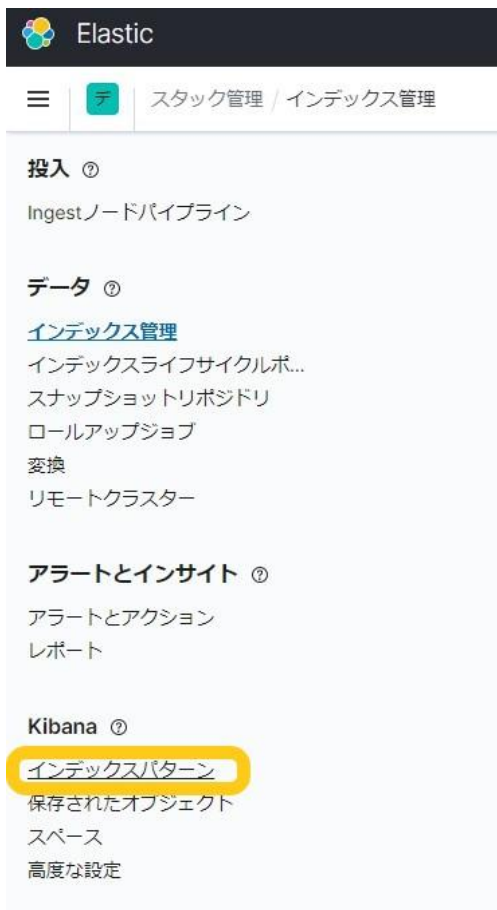 Elastic
デ スタック管理 / インデックス管理
投入
Ingestノードパイプライン
データ
インデックス管理
インデックスライフサイクルポ...
スナップショットリポジトリ
ロールアップジョブ
変換
リモートクラスター
アラートとインサイト
アラートとアクション
レポート
Kibana
インデックスパターン
保存されたオブジェクト
スペース
高度な設定